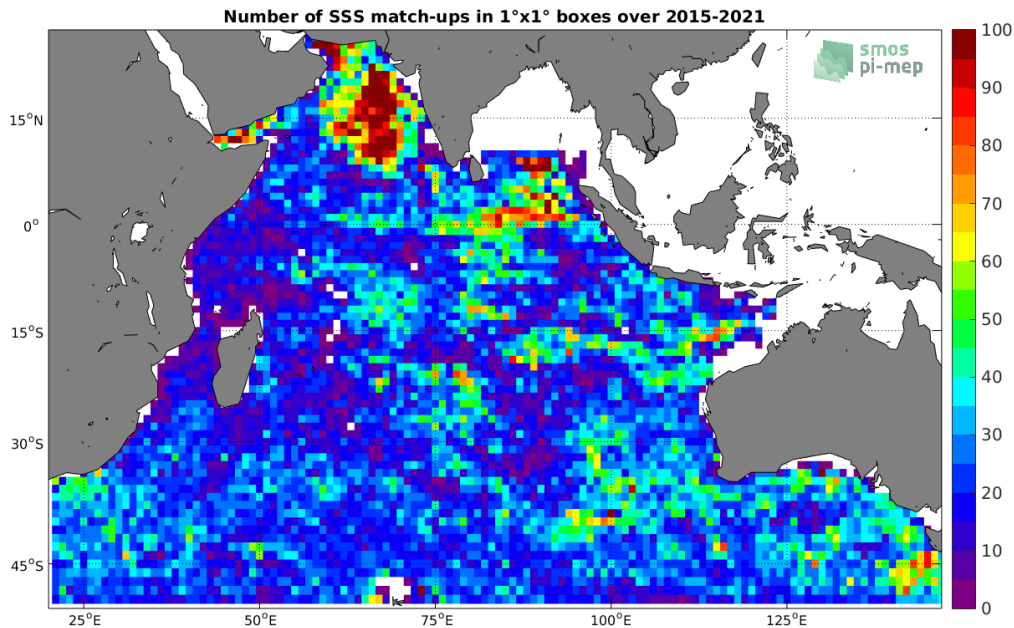 Number of SSS match-ups in 1°x1° boxes over 2015-2021
smos
pi-mep
100
90
80
70
60
50
40
30
20
10
0
15°N
0°
15°S
30°S
45°S
25°E
50°E
75°E
100°E
125°E